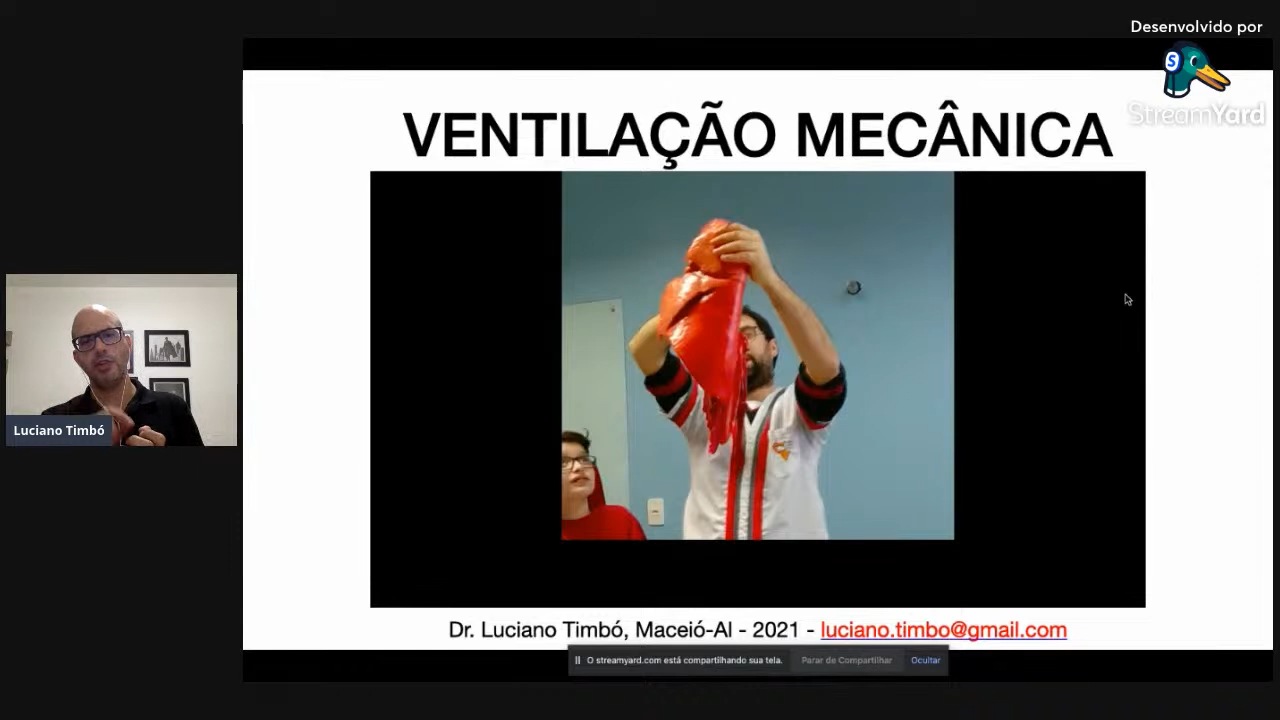 Desenvolvido por
S
StreamYard
VENTILAÇÃO MECÂNICA
Luciano Timbó
Dr. Luciano Timbó, Maceió-Al - 2021 - luciano.timbo@gmail.com
O streamyard.com está compartilhando sua tela. Parar de Compartilhar Ocultar